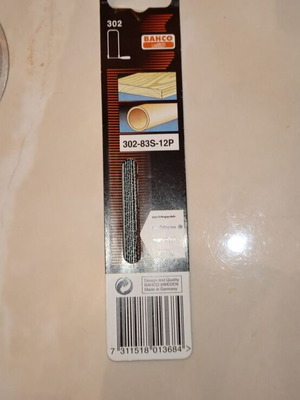 302
BAHCO
302-83S-12P
Design and Quality
BAHCO SWEDEN
Made in Germany
7 311518 013684 >